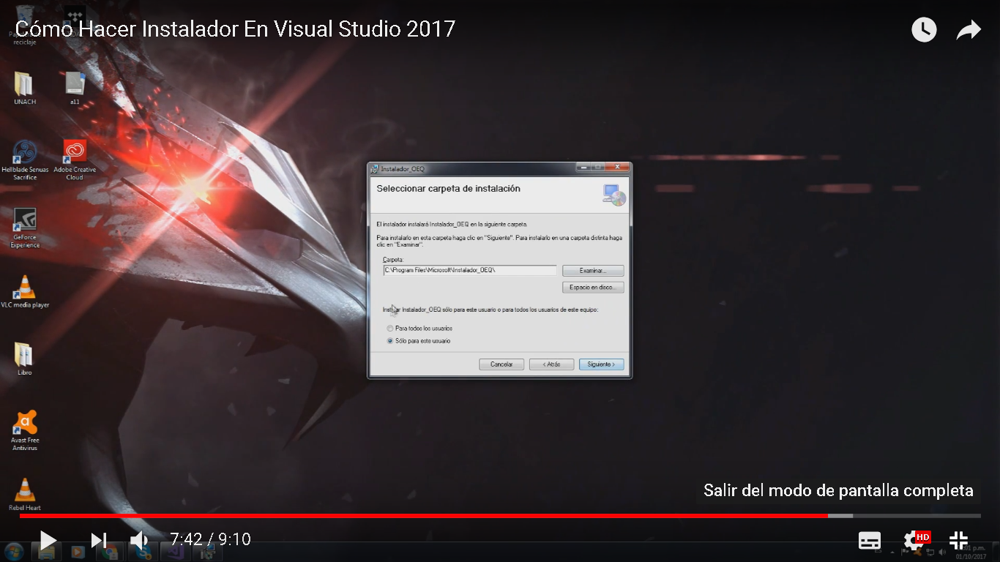 Cómo Hacer Instalador En Visual Studio 2017
reciclaje
UNACH
a11
Hellblade Senuas
Sacrifice
Adobe Creative
Cloud
GeForce
Experience
VLC media player
Libro
Avast Free
Antivirus
Rebel Heart
Instalador_OEQ
Seleccionar carpeta de instalación
El instalador instalará Instalador_OEQ en la siguiente carpeta.
Para instalarlo en esta carpeta haga clic en "Siguiente". Para instalarlo en una carpeta distinta haga
clic en "Examinar".
Carpeta:
C:\Program Files\Microsoft\Instalador_OEQ\
Examinar...
Espacio en disco...
Instalador_OEQ sólo para este usuario o para todos los usuarios de este equipo:
Para todos los usuarios
Sólo para este usuario
Cancelar
< Atrás
Siguiente >
Salir del modo de pantalla completa
7:42 / 9:10
HD
p.m.
01/10/2017